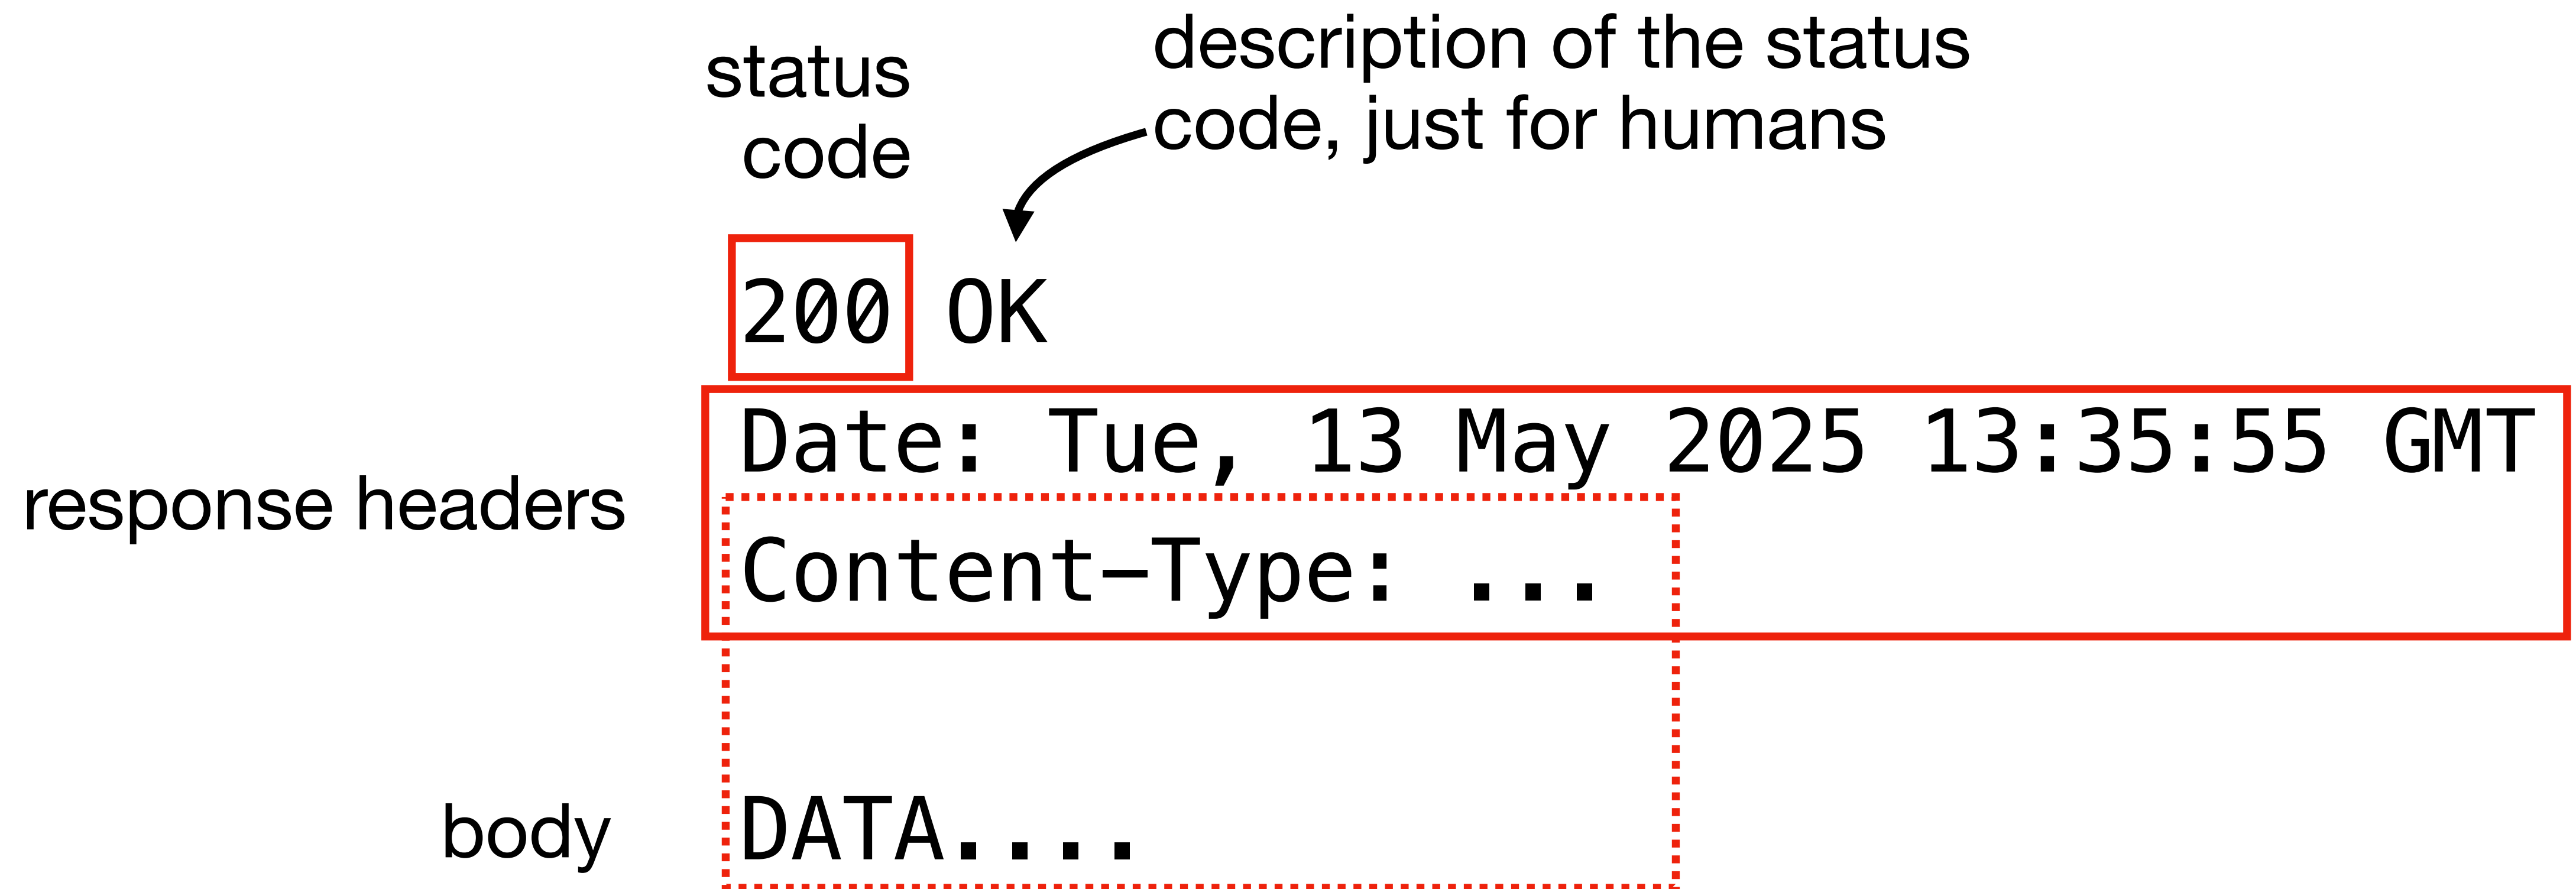 status
code
description of the status
code, just for humans
200 OK
Date: Tue, 13 May 2025 13:35:55 GMT
response headers
Content-Type: ...
body
DATA....